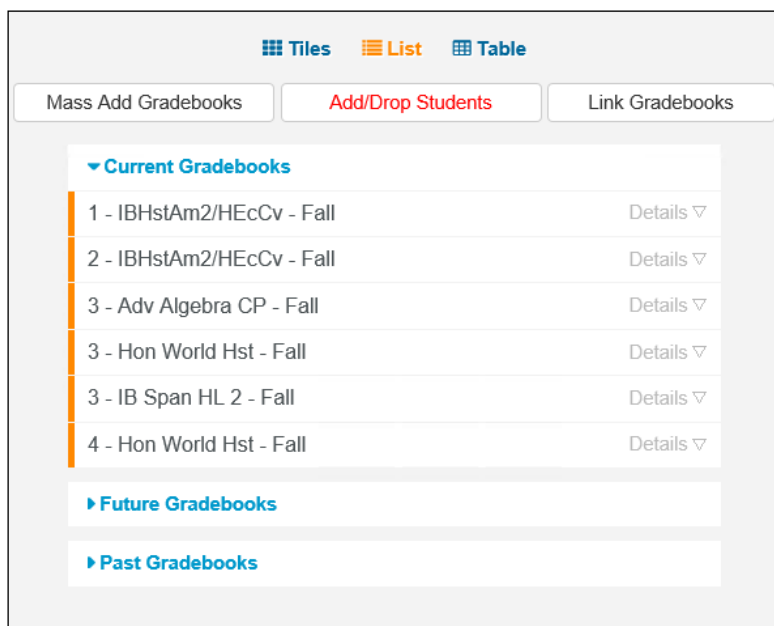 Tiles List Table
Mass Add Gradebooks Add/Drop Students Link Gradebooks
Current Gradebooks
1 - IBHstAm2/HEcCv - Fall Details
2 - IBHstAm2/HEcCv - Fall Details
3 - Adv Algebra CP - Fall Details
3 - Hon World Hst - Fall Details
3 - IB Span HL 2 - Fall Details
4 - Hon World Hst - Fall Details
Future Gradebooks
Past Gradebooks